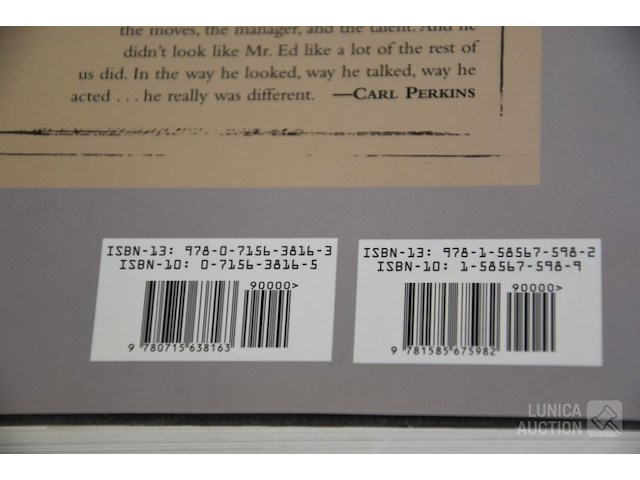 the moves, the manager, and the talent. And he
didn't look like Mr. Ed like a lot of the rest of
us did. In the way he looked, way he talked, way he
acted . . . he really was different. —CARL PERKINS
ISBN-13: 978-0-7156-3816-3
ISBN-10: 0-7156-3816-5
90000>
9 780715 638163
ISBN-13: 978-1-58567-598-2
ISBN-10: 1-58567-598-9
90000>
9 781585 675982
LUNICA
AUCTION